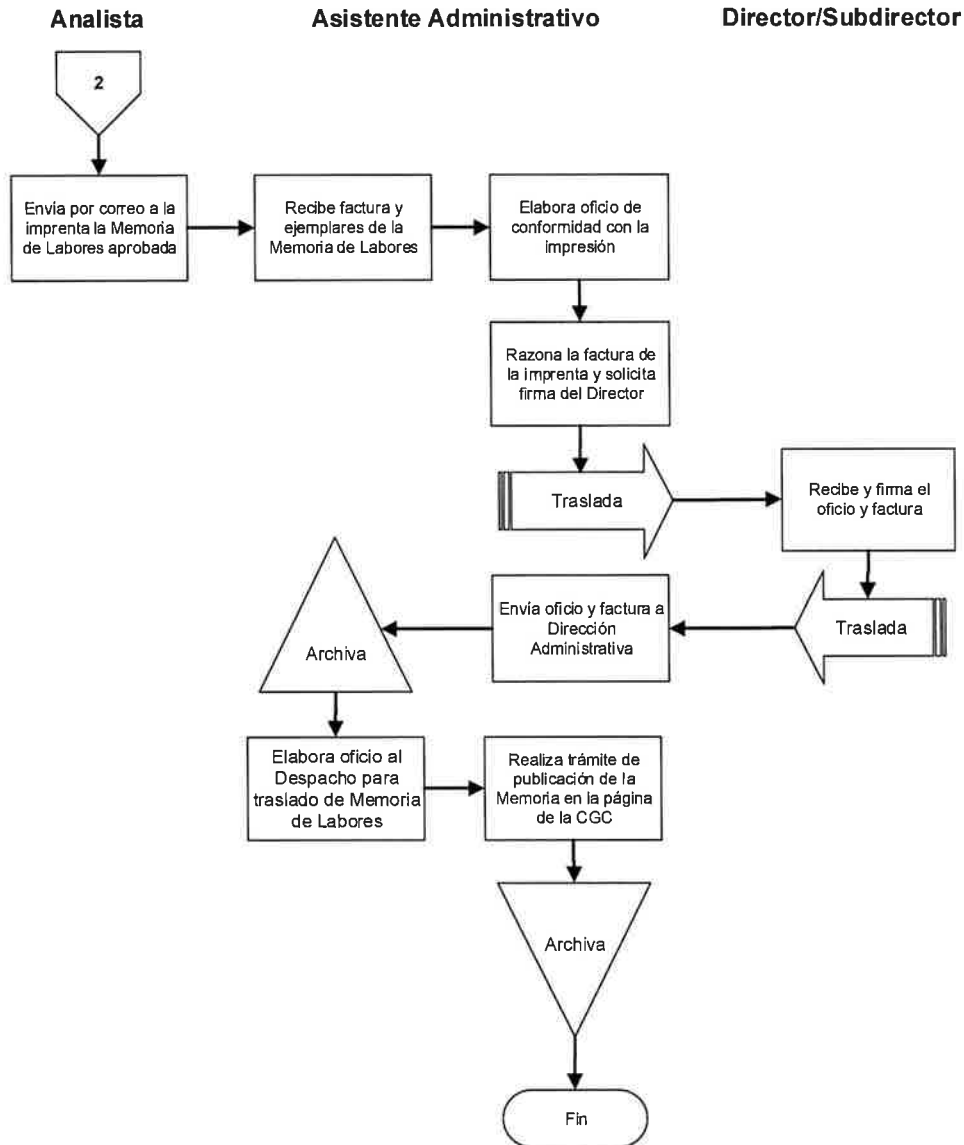 Analista
Asistente Administrativo
Director/Subdirector
2
Envía por correo a la
imprenta la Memoria
de Labores aprobada
Recibe factura y
ejemplares de la
Memoria de Labores
Elabora oficio de
conformidad con la
impresión
Razona la factura de
la imprenta y solicita
firma del Director
Traslada
Recibe y firma el
oficio y factura
Traslada
Envía oficio y factura a
Dirección
Administrativa
Archiva
Elabora oficio al
Despacho para
traslado de Memoria
de Labores
Realiza trámite de
publicación de la
Memoria en la página
de la CGC
Archiva
Fin